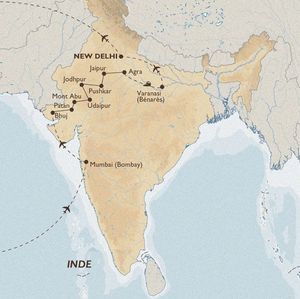 NEW DELHI
Jaipur
Agra
Jodhpur
Pushkar
Varanasi
(Bénarès)
Mont Abu
Patan
Udaipur
Bhuj
Mumbai (Bombay)
INDE